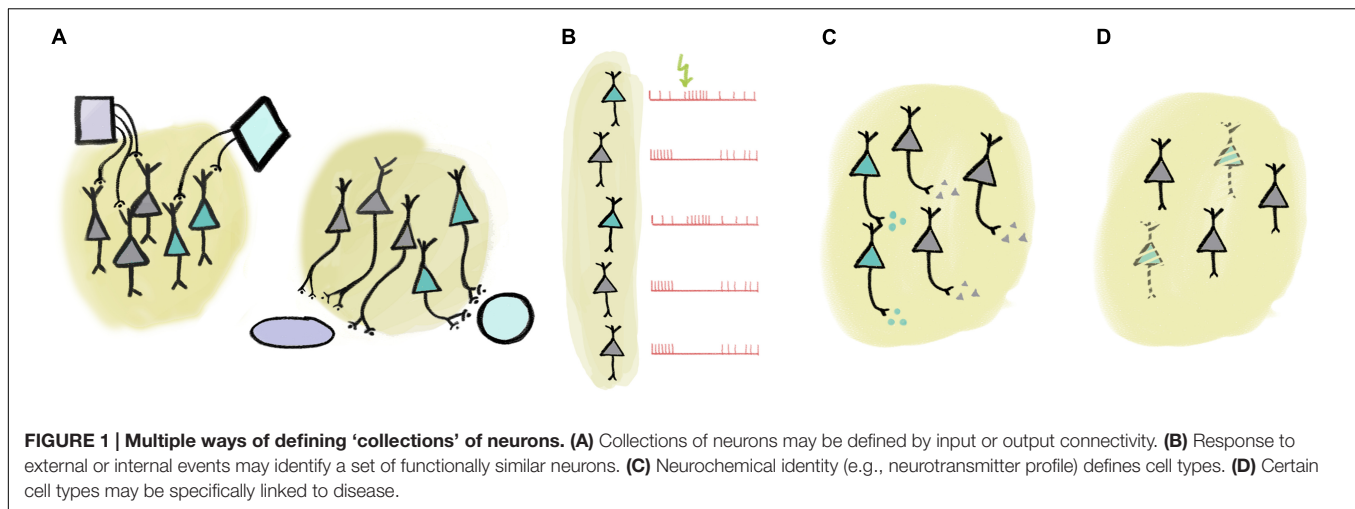 A
B
C
D
FIGURE 1 | Multiple ways of defining ‘collections’ of neurons. (A) Collections of neurons may be defined by input or output connectivity. (B) Response to
external or internal events may identify a set of functionally similar neurons. (C) Neurochemical identity (e.g., neurotransmitter profile) defines cell types. (D) Certain
cell types may be specifically linked to disease.